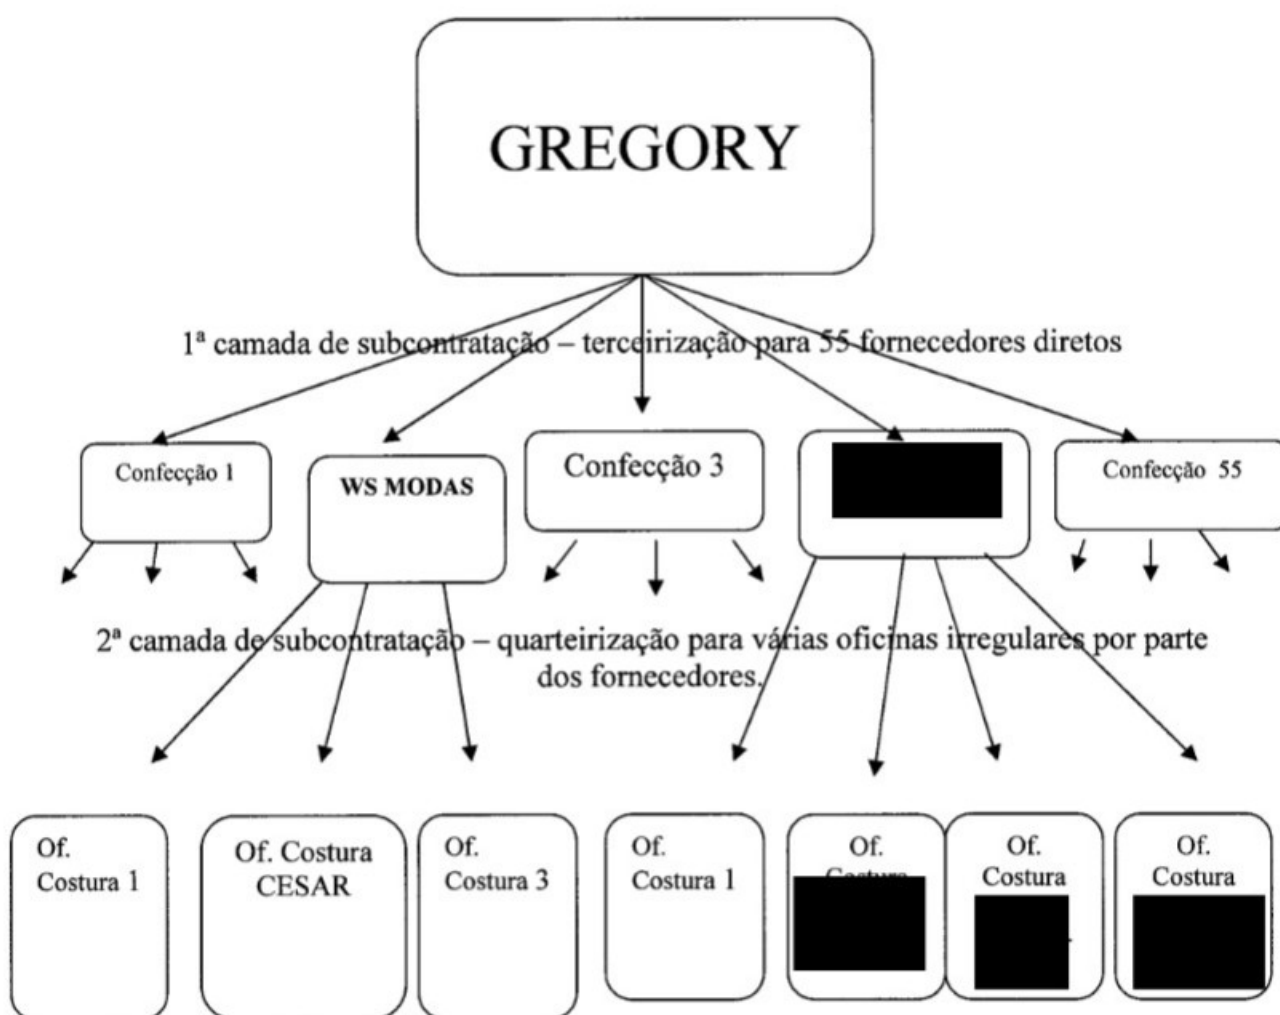 GREGORY
1ª camada de subcontratação – terceirização para 55 fornecedores diretos
Confecção 1
WS MODAS
Confecção 3
Confecção 55
2ª camada de subcontratação – quarteirização para várias oficinas irregulares por parte
dos fornecedores.
Of.
Costura 1
Of. Costura
CESAR
Of.
Costura 3
Of.
Costura 1
Of.
Costura
Of.
Costura
Of.
Costura